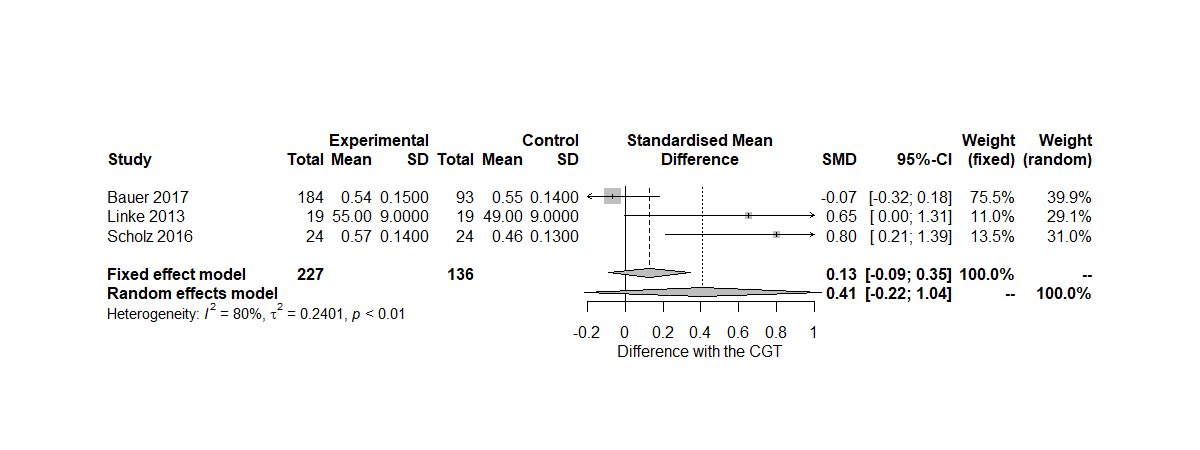 Experimental Control Standardised Mean Weight Weight
Study Total Mean SD Total Mean SD Difference SMD 95%-CI (fixed) (random)
Bauer 2017 184 0.54 0.1500 93 0.55 0.1400 -0.07 [-0.32; 0.18] 75.5% 39.9%
Linke 2013 19 55.00 9.0000 19 49.00 9.0000 0.65 [ 0.00; 1.31] 11.0% 29.1%
Scholz 2016 24 0.57 0.1400 24 0.46 0.1300 0.80 [ 0.21; 1.39] 13.5% 31.0%
Fixed effect model 227 136 0.13 [-0.09; 0.35] 100.0% --
Random effects model 0.41 [-0.22; 1.04] -- 100.0%
Heterogeneity: I² = 80%, τ² = 0.2401, p < 0.01
-0.2 0 0.2 0.4 0.6 0.8 1
Difference with the CGT